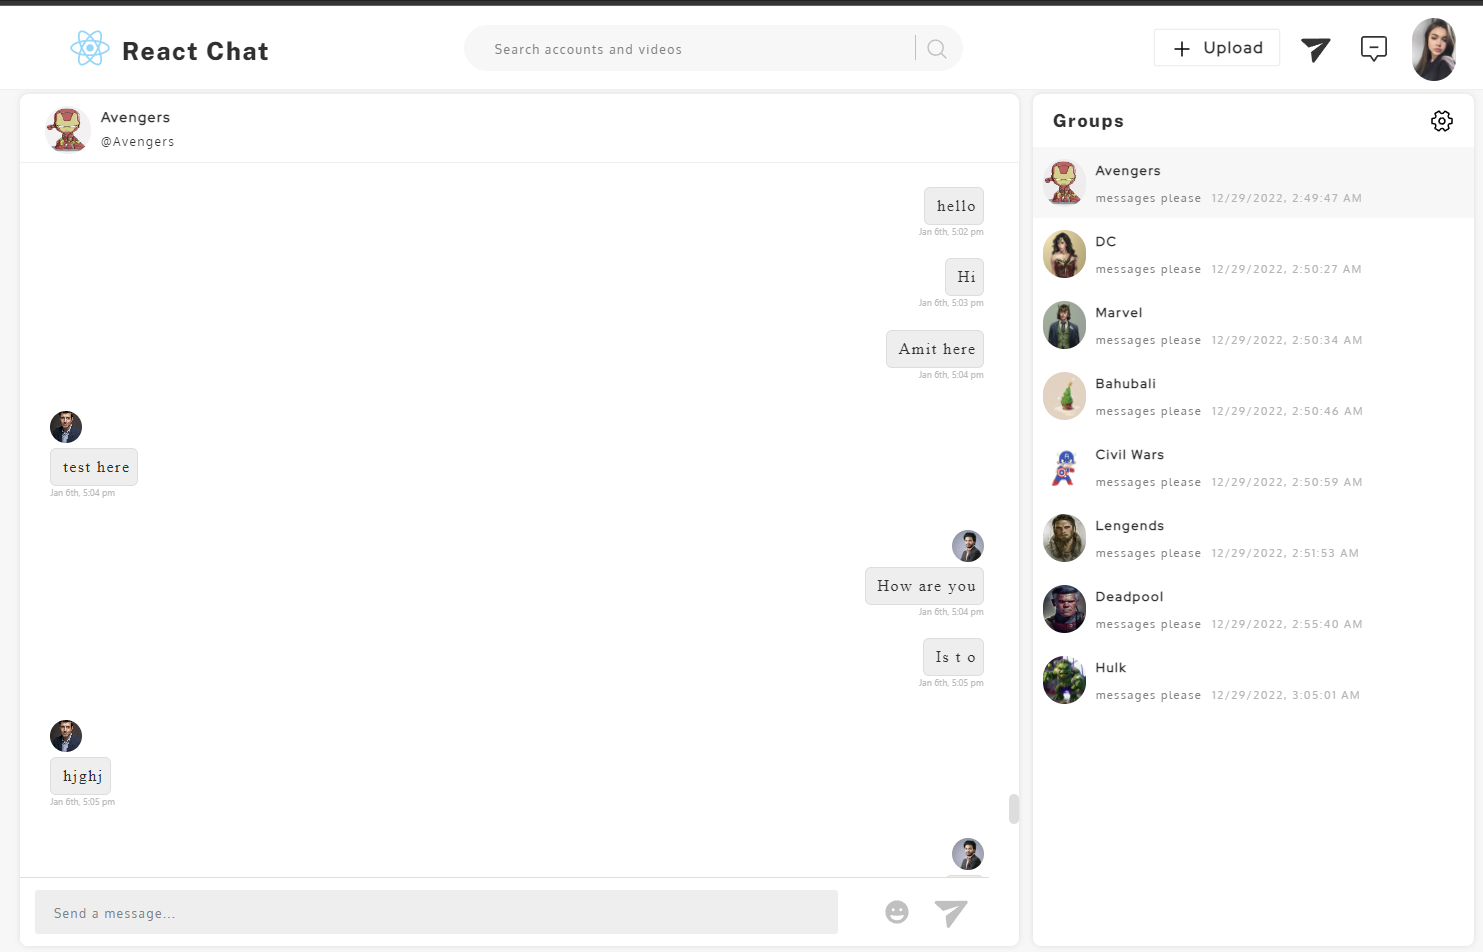 React Chat
Search accounts and videos
Upload
Avengers
@Avengers
hello
Jan 6th, 5:02 pm
Hi
Jan 6th, 5:03 pm
Amit here
Jan 6th, 5:04 pm
test here
Jan 6th, 5:04 pm
How are you
Jan 6th, 5:04 pm
Is t o
Jan 6th, 5:05 pm
hjghj
Jan 6th, 5:05 pm
Send a message...
Groups
Avengers
messages please 12/29/2022, 2:49:47 AM
DC
messages please 12/29/2022, 2:50:27 AM
Marvel
messages please 12/29/2022, 2:50:34 AM
Bahubali
messages please 12/29/2022, 2:50:46 AM
Civil Wars
messages please 12/29/2022, 2:50:59 AM
Lengends
messages please 12/29/2022, 2:51:53 AM
Deadpool
messages please 12/29/2022, 2:55:40 AM
Hulk
messages please 12/29/2022, 3:05:01 AM